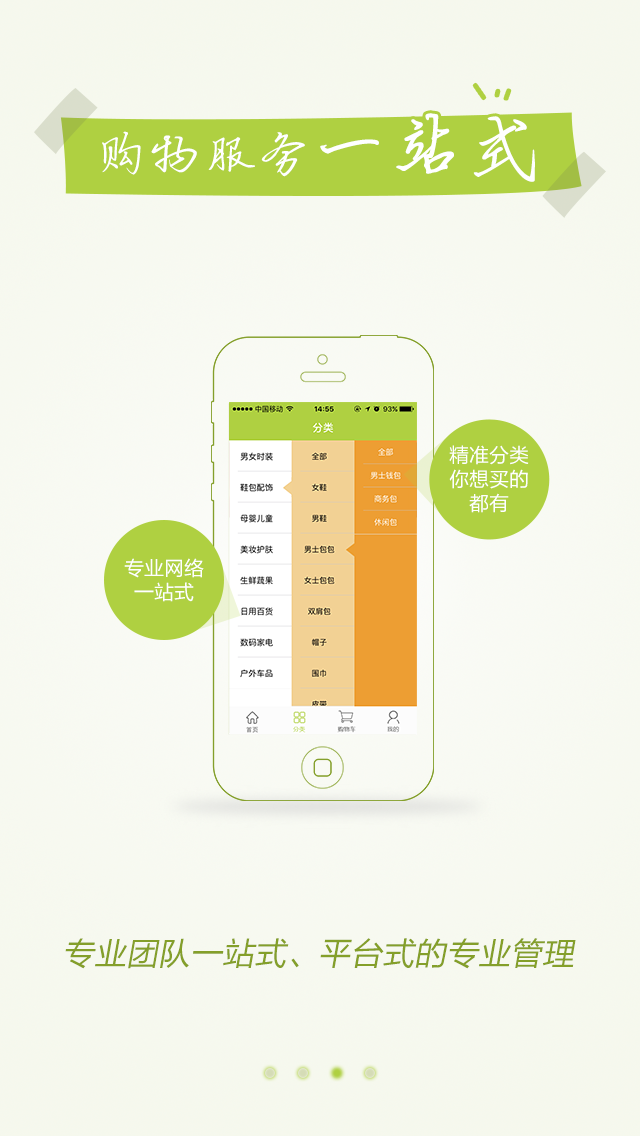 购物服务一站式
中国移动 14:55 93%
分类
男女时装 全部 全部
鞋包配饰 女鞋 男士钱包
母婴儿童 男鞋 商务包
美妆护肤 男士包包 休闲包
生鲜蔬果 女士包包
日用百货 双肩包
数码家电 帽子
户外车品 围巾
皮带
首页 分类 购物车 我的
精准分类
你想买的
都有
专业网络
一站式
专业团队一站式、平台式的专业管理